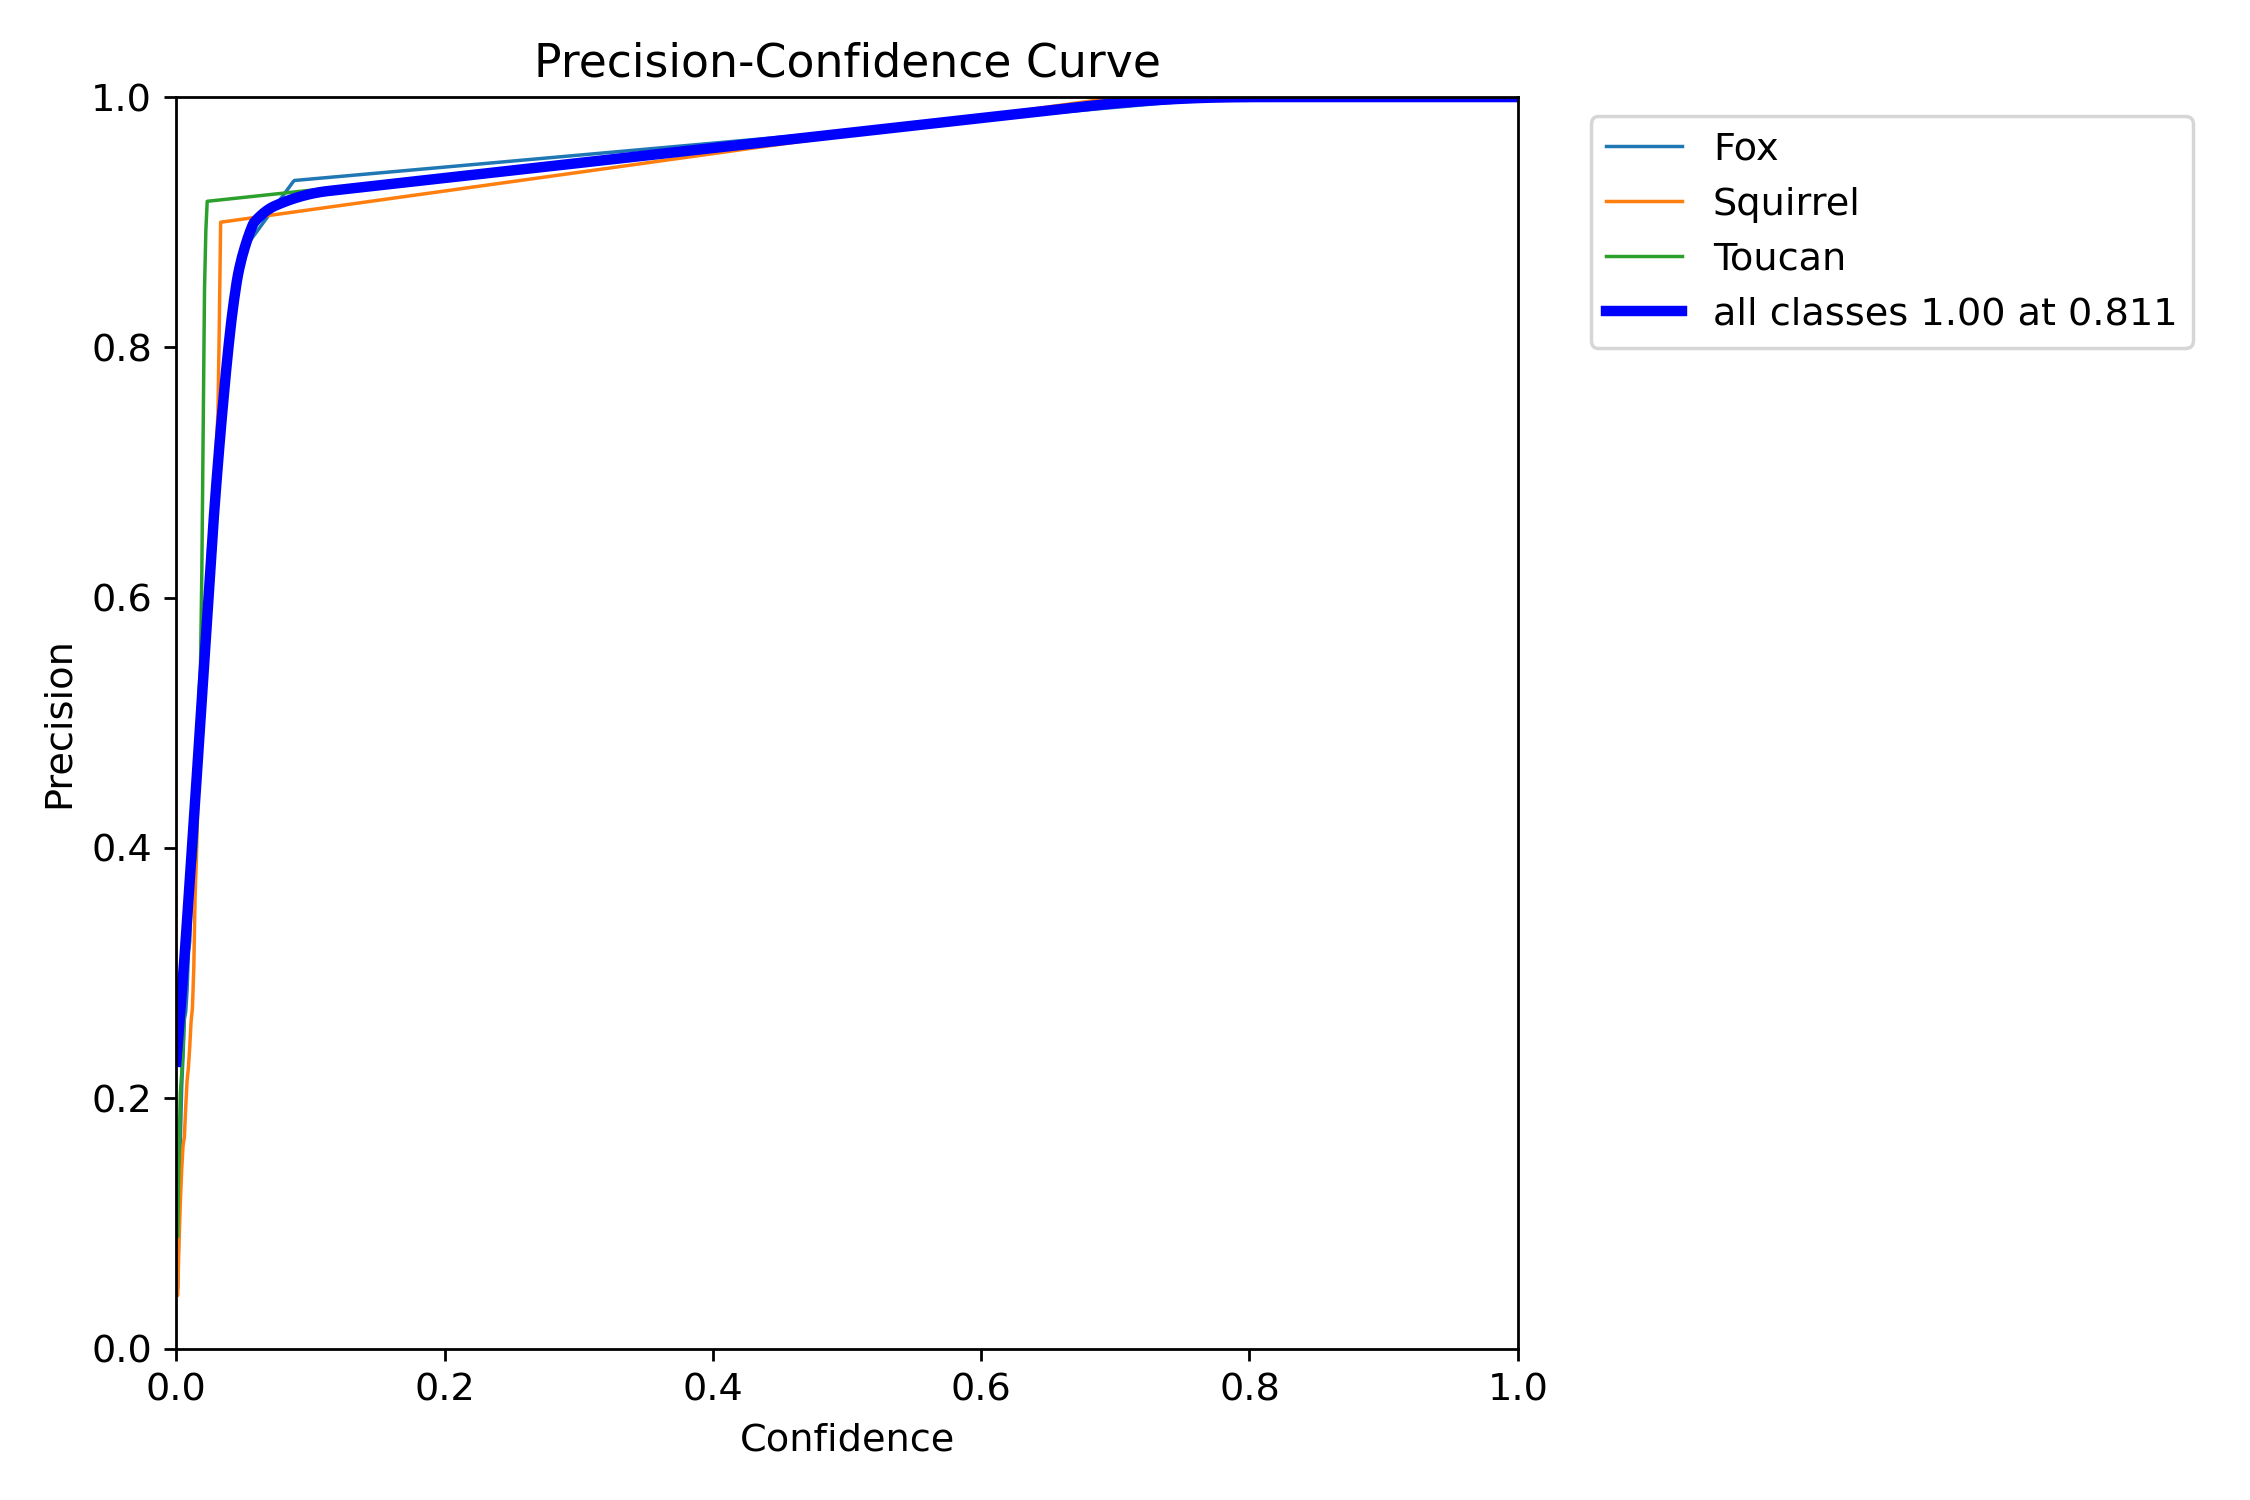 Precision-Confidence Curve
1.0
0.8
0.6
0.4
0.2
0.0
Precision
0.0 0.2 0.4 0.6 0.8 1.0
Confidence
Fox
Squirrel
Toucan
all classes 1.00 at 0.811